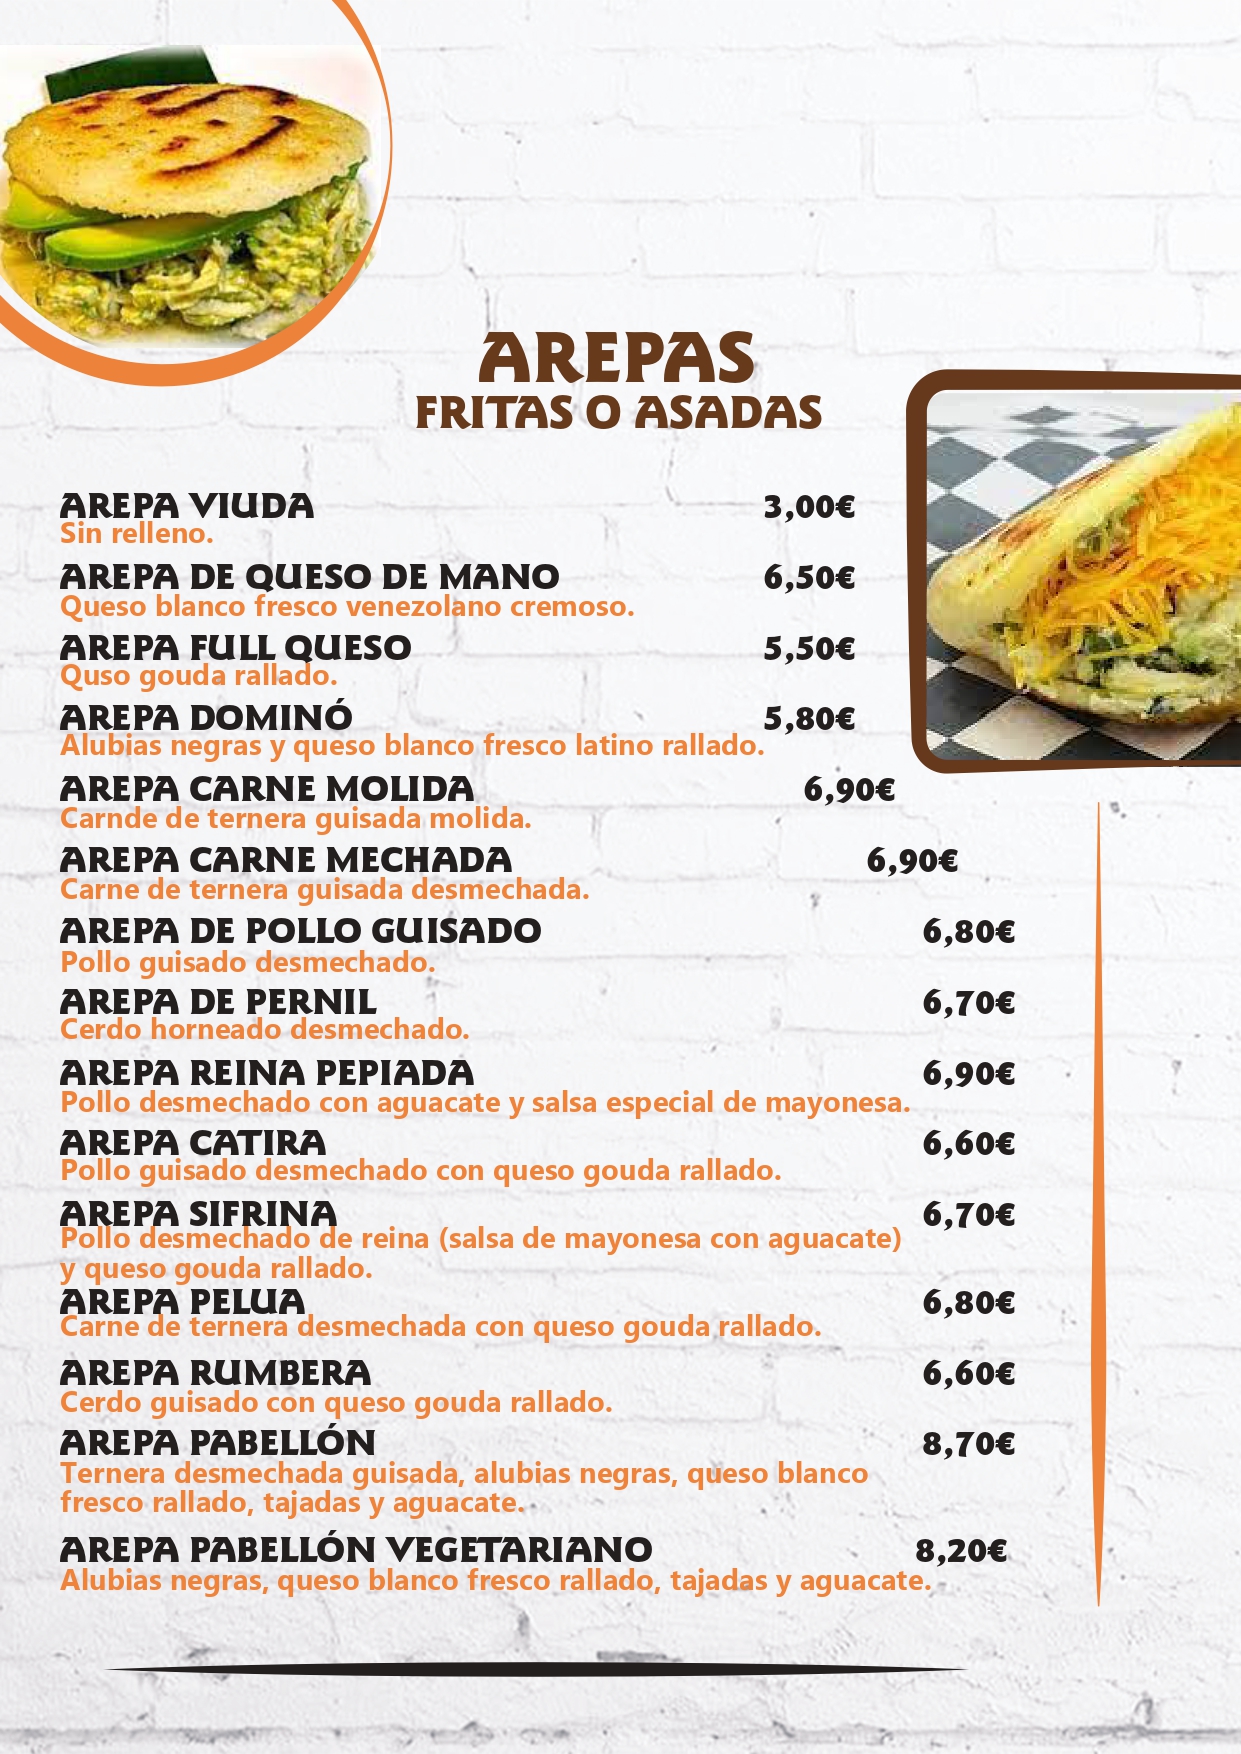 AREPAS
FRITAS O ASADAS
AREPA VIUDA 3,00€
Sin relleno.
AREPA DE QUESO DE MANO 6,50€
Queso blanco fresco venezolano cremoso.
AREPA FULL QUESO 5,50€
Quso gouda rallado.
AREPA DOMINÓ 5,80€
Alubias negras y queso blanco fresco latino rallado.
AREPA CARNE MOLIDA 6,90€
Carnde de ternera guisada molida.
AREPA CARNE MECHADA 6,90€
Carne de ternera guisada desmechada.
AREPA DE POLLO GUISADO 6,80€
Pollo guisado desmechado.
AREPA DE PERNIL 6,70€
Cerdo horneado desmechado.
AREPA REINA PEPIADA 6,90€
Pollo desmechado con aguacate y salsa especial de mayonesa.
AREPA CATIRA 6,60€
Pollo guisado desmechado con queso gouda rallado.
AREPA SIFRINA 6,70€
Pollo desmechado de reina (salsa de mayonesa con aguacate)
y queso gouda rallado.
AREPA PELUA 6,80€
Carne de ternera desmechada con queso gouda rallado.
AREPA RUMBERA 6,60€
Cerdo guisado con queso gouda rallado.
AREPA PABELLÓN 8,70€
Ternera desmechada guisada, alubias negras, queso blanco
fresco rallado, tajadas y aguacate.
AREPA PABELLÓN VEGETARIANO 8,20€
Alubias negras, queso blanco fresco rallado, tajadas y aguacate.